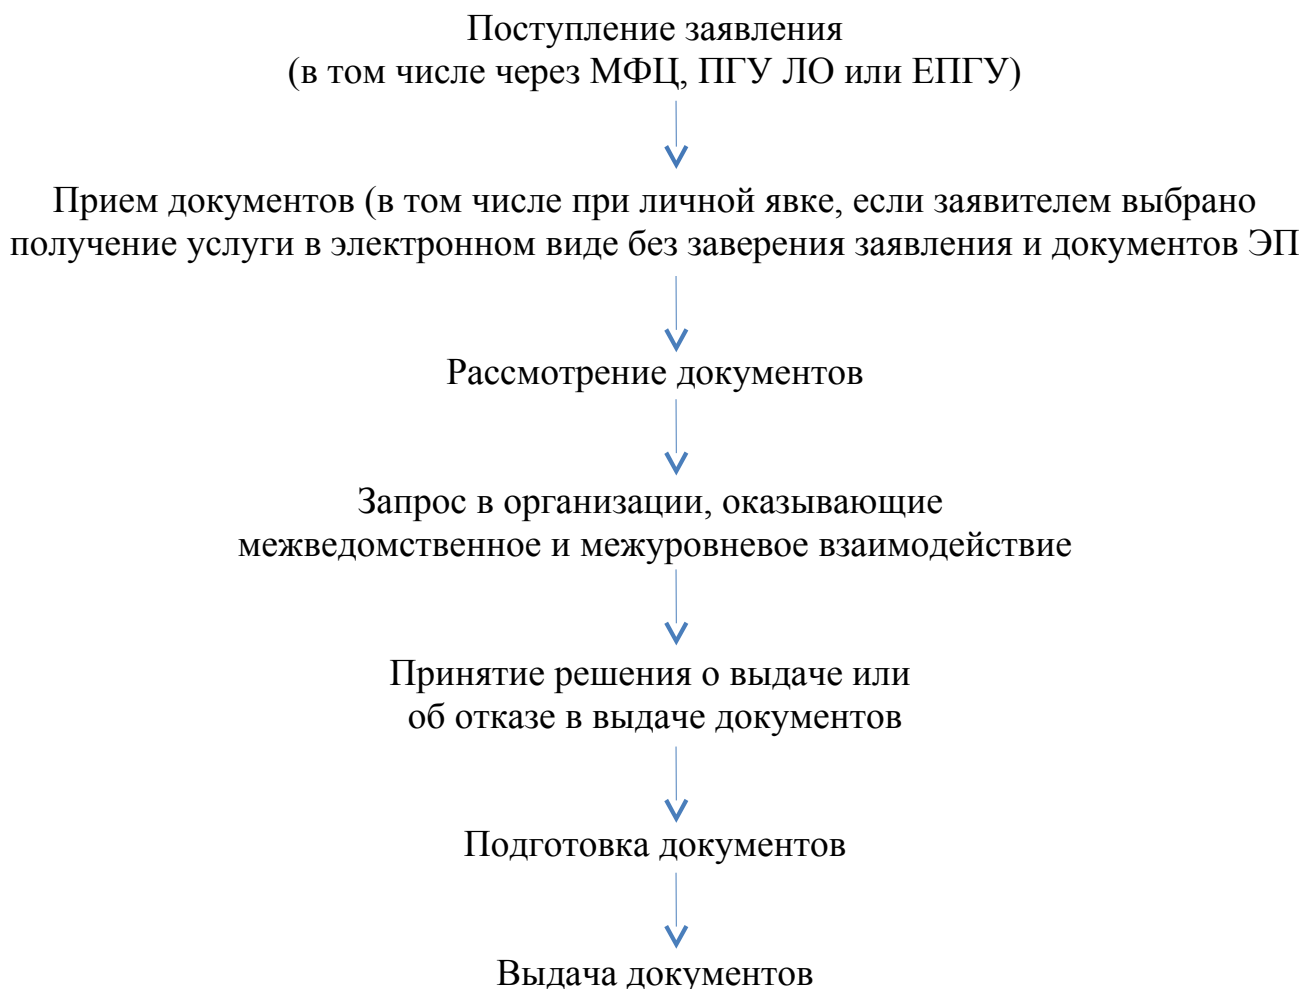 Поступление заявления
(в том числе через МФЦ, ПГУ ЛО или ЕПГУ)
Прием документов (в том числе при личной явке, если заявителем выбрано
получение услуги в электронном виде без заверения заявления и документов ЭП
Рассмотрение документов
Запрос в организации, оказывающие
межведомственное и межуровневое взаимодействие
Принятие решения о выдаче или
об отказе в выдаче документов
Подготовка документов
Выдача документов